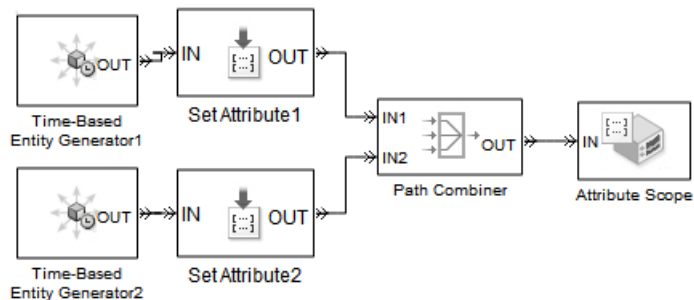 OUT
Time-Based
Entity Generator1
IN OUT
Set Attribute1
IN1
IN2
OUT
Path Combiner
IN
Attribute Scope
OUT
Time-Based
Entity Generator2
IN OUT
Set Attribute2